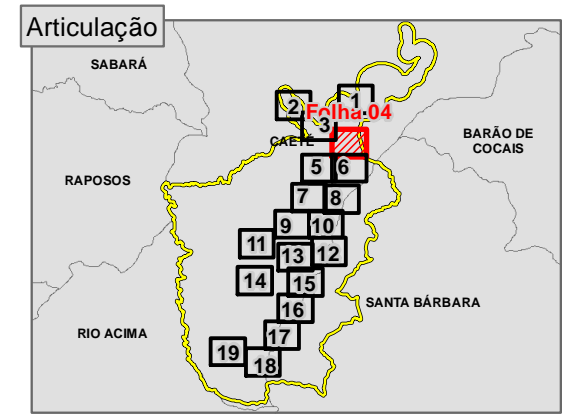 Articulação
SABARÁ
1
2
Folha 04
3
BARÃO DE
COCAIS
CAETÉ
5
6
RAPOSOS
7
8
9
10
11
12
13
14
15
SANTA BÁRBARA
16
RIO ACIMA
17
19
18